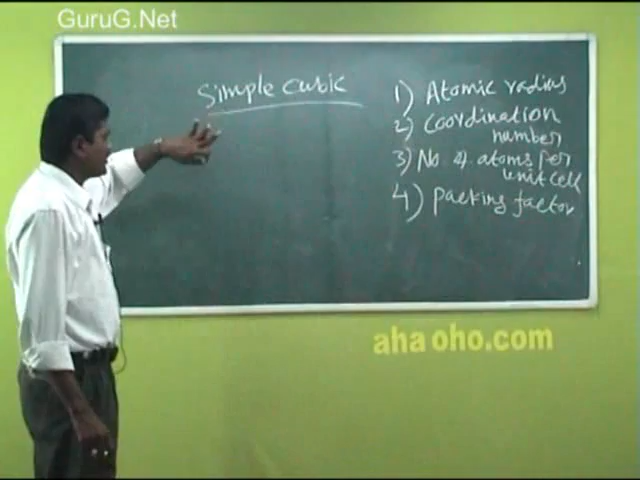 GuruG.Net
Simple cubic
1) Atomic radius
2) Coordination
number
3) No. of atoms per
unit cell
4) packing factor
aha oho.com